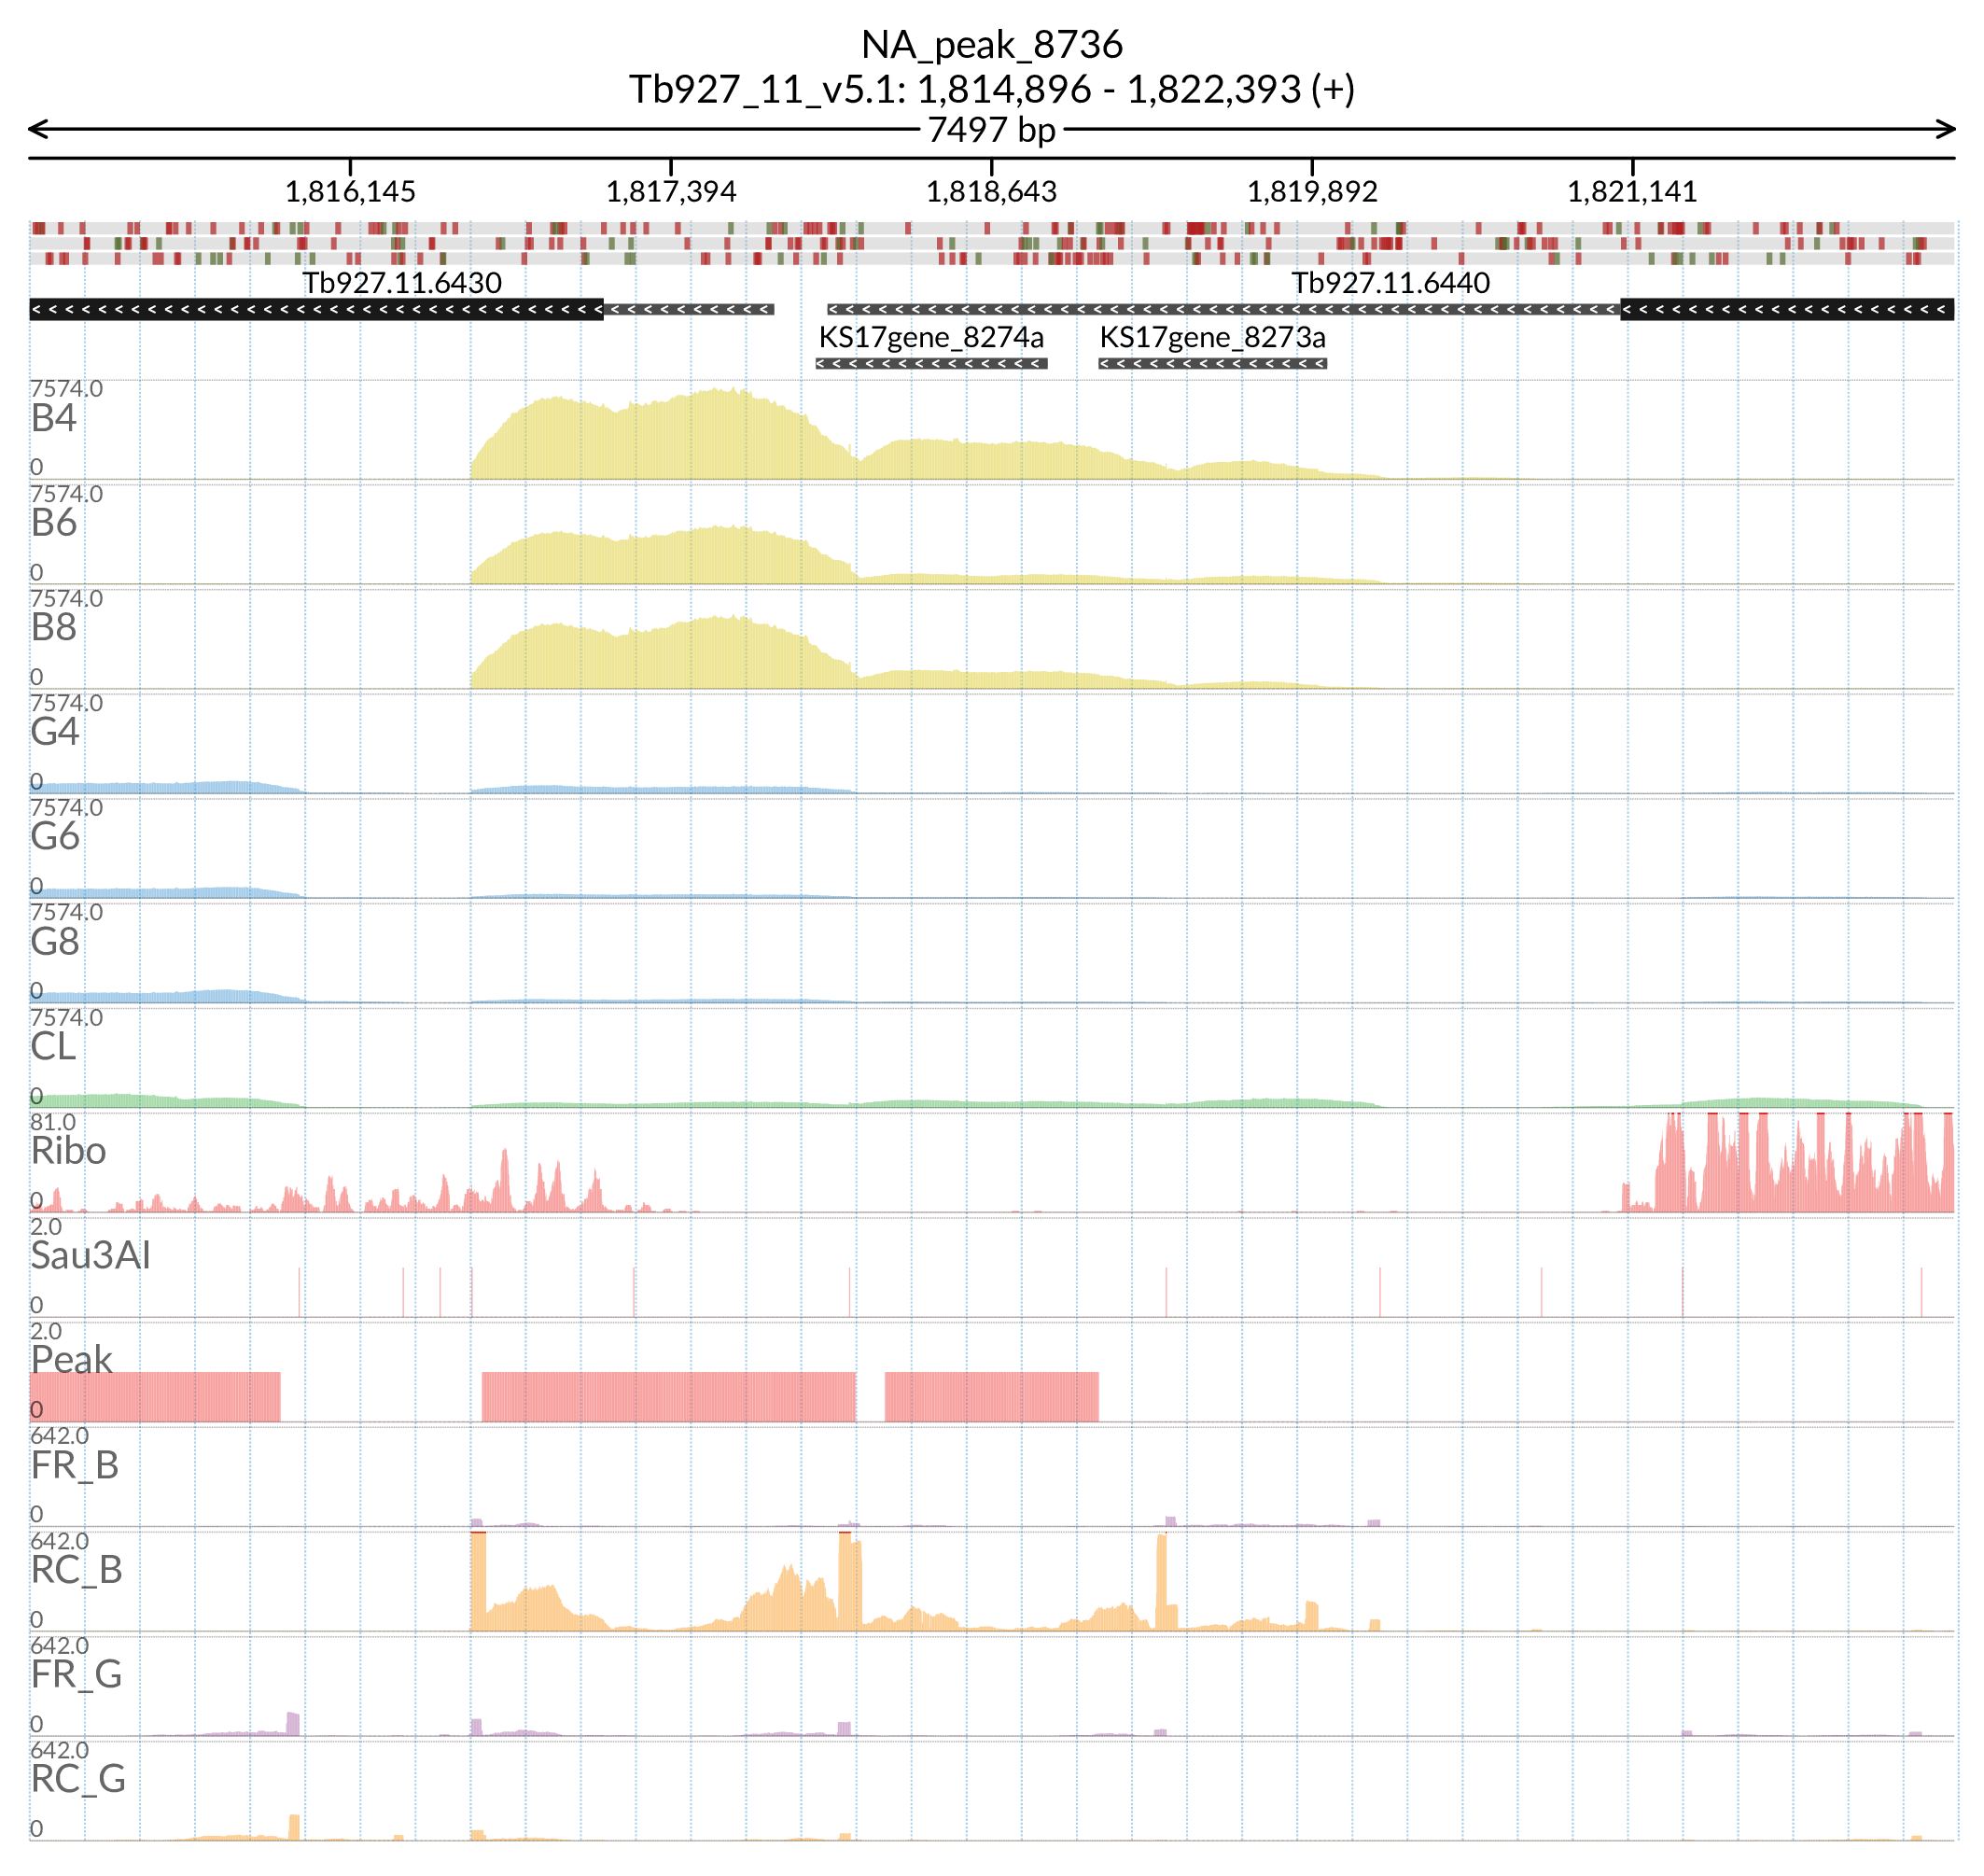 NA_peak_8736
Tb927_11_v5.1: 1,814,896 - 1,822,393 (+)
7497 bp
1,816,145 1,817,394 1,818,643 1,819,892 1,821,141
Tb927.11.6430 Tb927.11.6440
KS17gene_8274a KS17gene_8273a
7574.0
B4
0
7574.0
B6
0
7574.0
B8
0
7574.0
G4
0
7574.0
G6
0
7574.0
G8
0
7574.0
CL
0
81.0
Ribo
0
2.0
Sau3AI
0
2.0
Peak
0
642.0
FR_B
0
642.0
RC_B
0
642.0
FR_G
0
642.0
RC_G
0